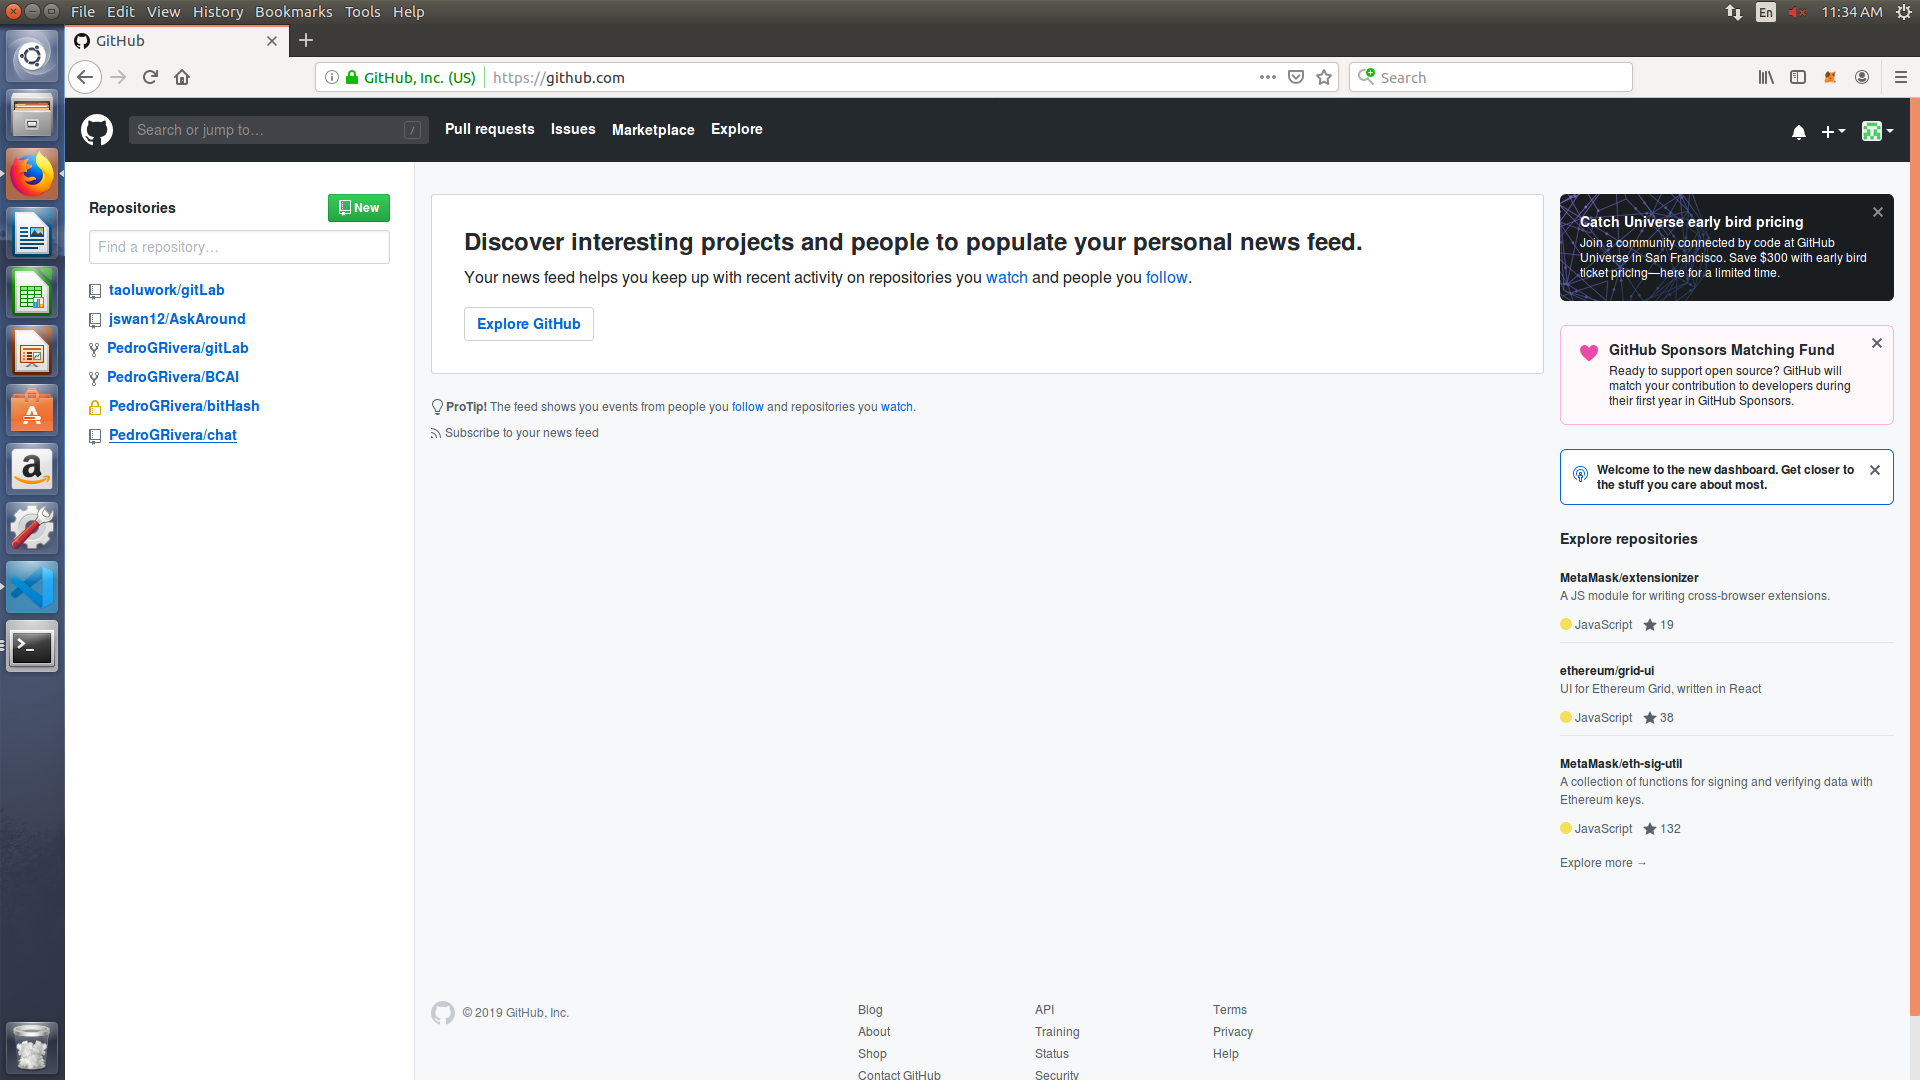 File Edit View History Bookmarks Tools Help
En
11:34 AM
GitHub
GitHub, Inc. (US)
https://github.com
Search
Search or jump to…
/
Pull requests
Issues
Marketplace
Explore
Repositories
New
Find a repository…
taoluwork/gitLab
jswan12/AskAround
PedroGRivera/gitLab
PedroGRivera/BCAI
PedroGRivera/bitHash
PedroGRivera/chat
Discover interesting projects and people to populate your personal news feed.
Your news feed helps you keep up with recent activity on repositories you watch and people you follow.
Explore GitHub
ProTip! The feed shows you events from people you follow and repositories you watch.
Subscribe to your news feed
Catch Universe early bird pricing
Join a community connected by code at GitHub
Universe in San Francisco. Save $300 with early bird
ticket pricing—here for a limited time.
GitHub Sponsors Matching Fund
Ready to support open source? GitHub will
match your contribution to developers during
their first year in GitHub Sponsors.
Welcome to the new dashboard. Get closer to
the stuff you care about most.
Explore repositories
MetaMask/extensionizer
A JS module for writing cross-browser extensions.
JavaScript 19
ethereum/grid-ui
UI for Ethereum Grid, written in React
JavaScript 38
MetaMask/eth-sig-util
A collection of functions for signing and verifying data with
Ethereum keys.
JavaScript 132
Explore more →
© 2019 GitHub, Inc.
Blog
About
Shop
Contact GitHub
API
Training
Status
Security
Terms
Privacy
Help